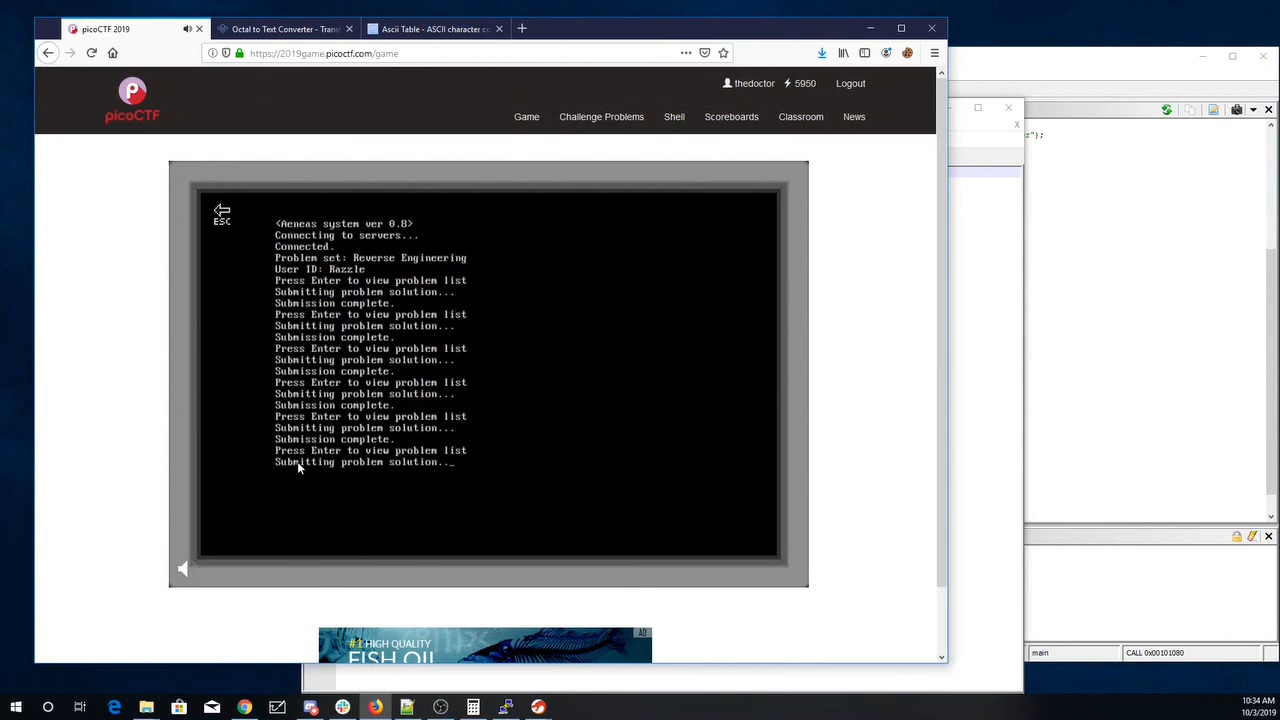 picoCTF 2019
Octal to Text Converter - Trans
Ascii Table - ASCII character co
https://2019game.picoctf.com/game
thedoctor 5950 Logout
picoCTF
Game Challenge Problems Shell Scoreboards Classroom News
ESC
<Aeneas system ver 0.8>
Connecting to servers...
Connected.
Problem set: Reverse Engineering
User ID: Razzle
Press Enter to view problem list
Submitting problem solution...
Submission complete.
Press Enter to view problem list
Submitting problem solution...
Submission complete.
Press Enter to view problem list
Submitting problem solution...
Submission complete.
Press Enter to view problem list
Submitting problem solution...
Submission complete.
Press Enter to view problem list
Submitting problem solution...
Submission complete.
Press Enter to view problem list
Submitting problem solution.._
#1 HIGH QUALITY
FISH OIL
r");
main
CALL 0x00101080
10:34 AM
10/3/2019